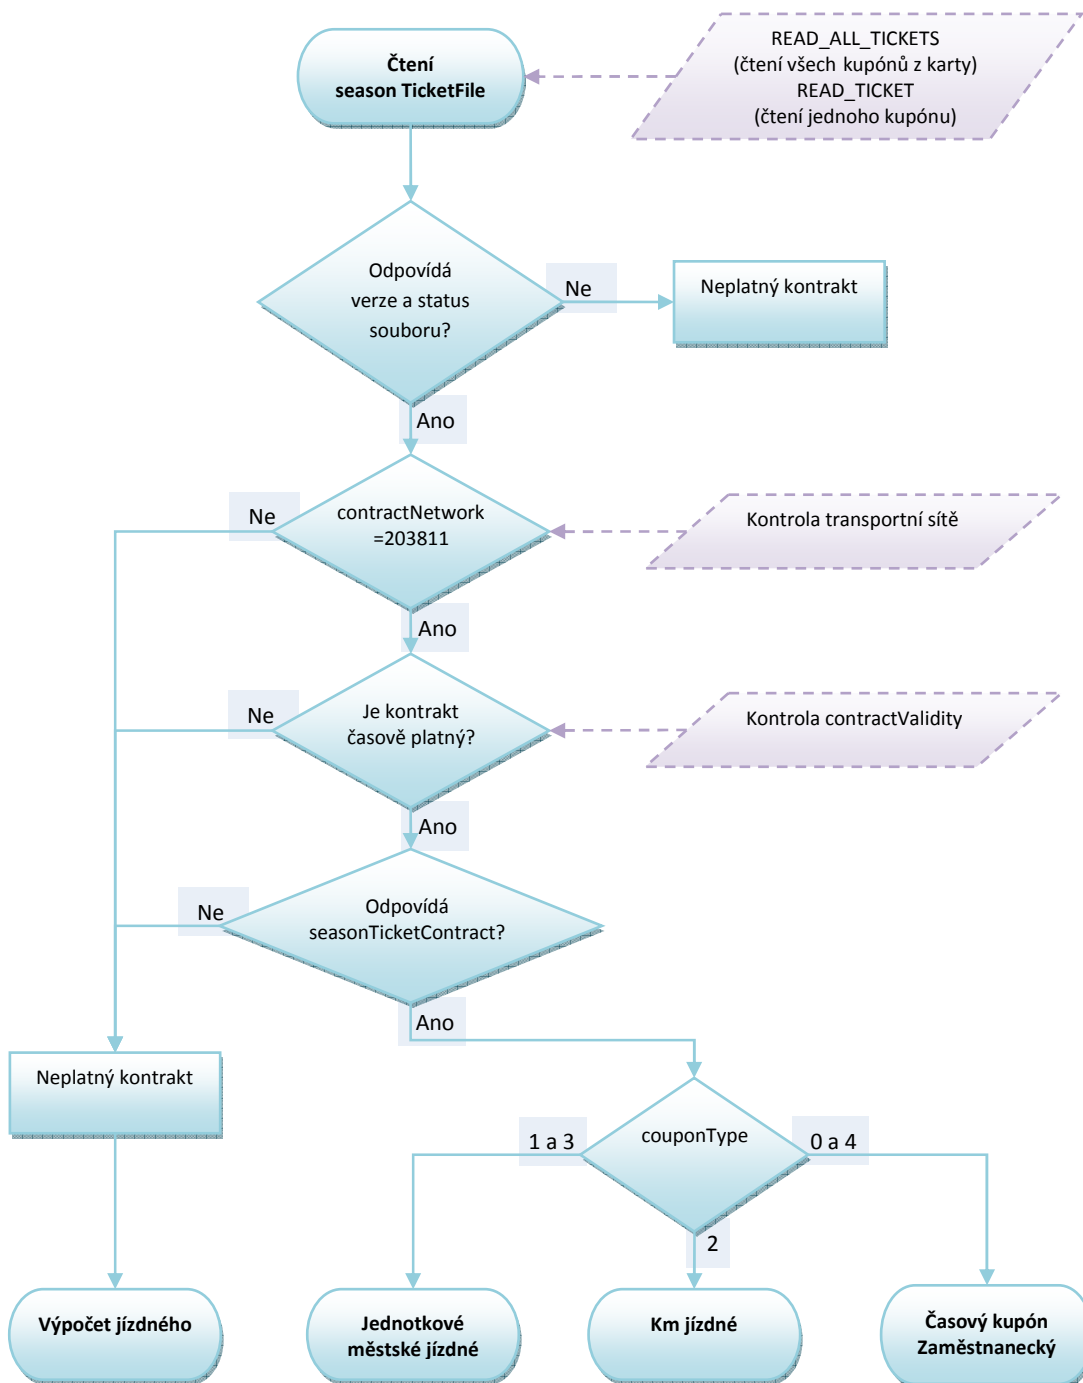 Čtení
season TicketFile
READ_ALL_TICKETS
(čtení všech kupónů z karty)
READ_TICKET
(čtení jednoho kupónu)
Odpovídá
verze a status
souboru?
Ne
Neplatný kontrakt
Ano
Ne
contractNetwork
=203811
Kontrola transportní sítě
Ano
Ne
Je kontrakt
časově platný?
Kontrola contractValidity
Ano
Ne
Odpovídá
seasonTicketContract?
Ano
Neplatný kontrakt
1 a 3
couponType
0 a 4
2
Výpočet jízdného
Jednotkové
městské jízdné
Km jízdné
Časový kupón
Zaměstnanecký